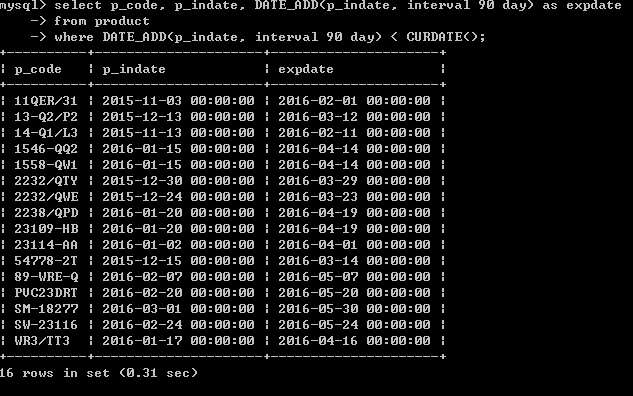 mysql> select p_code, p_indate, DATE_ADD(p_indate, interval 90 day) as expdate
    -> from product
    -> where DATE_ADD(p_indate, interval 90 day) < CURDATE();
+----------+---------------------+---------------------+
| p_code   | p_indate            | expdate             |
+----------+---------------------+---------------------+
| 11QER/31 | 2015-11-03 00:00:00 | 2016-02-01 00:00:00 |
| 13-Q2/P2 | 2015-12-13 00:00:00 | 2016-03-12 00:00:00 |
| 14-Q1/L3 | 2015-11-13 00:00:00 | 2016-02-11 00:00:00 |
| 1546-QQ2 | 2016-01-15 00:00:00 | 2016-04-14 00:00:00 |
| 1558-QW1 | 2016-01-15 00:00:00 | 2016-04-14 00:00:00 |
| 2232/QTY | 2015-12-30 00:00:00 | 2016-03-29 00:00:00 |
| 2232/QWE | 2015-12-24 00:00:00 | 2016-03-23 00:00:00 |
| 2238/QPD | 2016-01-20 00:00:00 | 2016-04-19 00:00:00 |
| 23109-HB | 2016-01-20 00:00:00 | 2016-04-19 00:00:00 |
| 23114-AA | 2016-01-02 00:00:00 | 2016-04-01 00:00:00 |
| 54778-2T | 2015-12-15 00:00:00 | 2016-03-14 00:00:00 |
| 89-WRE-Q | 2016-02-07 00:00:00 | 2016-05-07 00:00:00 |
| PVC23DRT | 2016-02-20 00:00:00 | 2016-05-20 00:00:00 |
| SM-18277 | 2016-03-01 00:00:00 | 2016-05-30 00:00:00 |
| SW-23116 | 2016-02-24 00:00:00 | 2016-05-24 00:00:00 |
| WR3/TT3  | 2016-01-17 00:00:00 | 2016-04-16 00:00:00 |
+----------+---------------------+---------------------+
16 rows in set (0.31 sec)